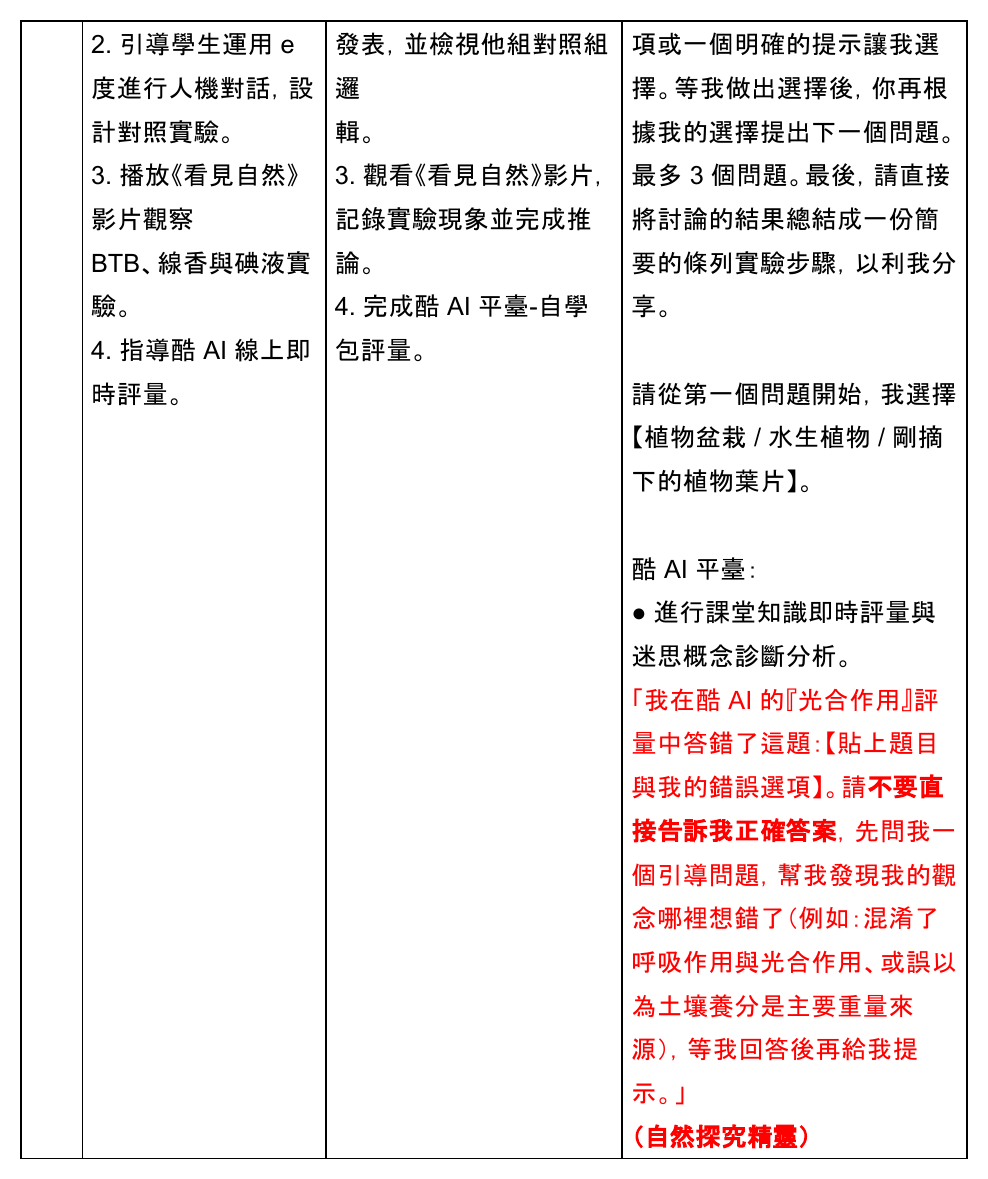 2. 引導學生運用 e
度進行人機對話，設
計對照實驗。
3. 播放《看見自然》
影片觀察
BTB、線香與碘液實
驗。
4. 指導酷 AI 線上即
時評量。
發表，並檢視他組對照組
邏
輯。
3. 觀看《看見自然》影片，
記錄實驗現象並完成推
論。
4. 完成酷 AI 平臺-自學
包評量。
項或一個明確的提示讓我選
擇。等我做出選擇後，你再根
據我的選擇提出下一個問題。
最多 3 個問題。最後，請直接
將討論的結果總結成一份簡
要的條列實驗步驟，以利我分
享。
請從第一個問題開始，我選擇
【植物盆栽 / 水生植物 / 剛摘
下的植物葉片】。
酷 AI 平臺：
● 進行課堂知識即時評量與
迷思概念診斷分析。
「我在酷 AI 的『光合作用』評
量中答錯了這題：【貼上題目
與我的錯誤選項】。請不要直
接告訴我正確答案，先問我一
個引導問題，幫我發現我的觀
念哪裡想錯了（例如：混淆了
呼吸作用與光合作用、或誤以
為土壤養分是主要重量來
源），等我回答後再給我提
示。」
（自然探究精靈）